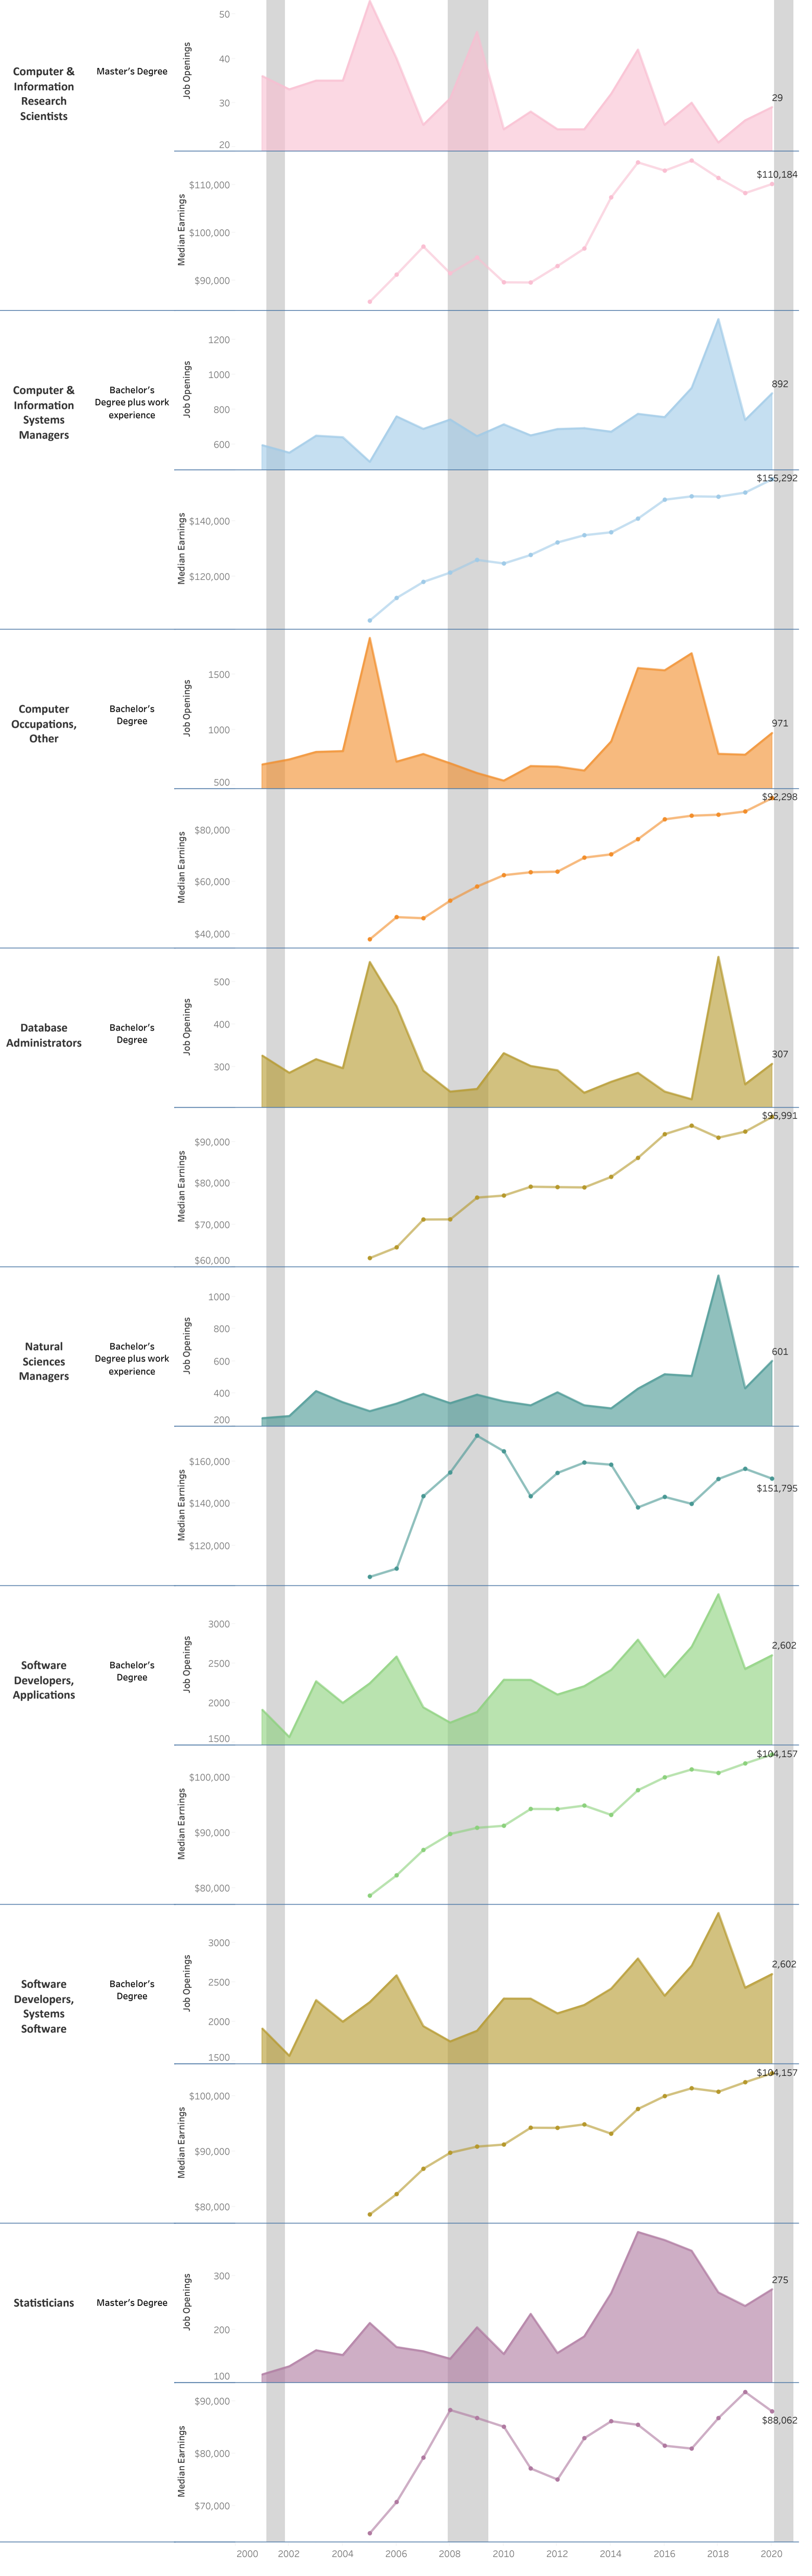 50
40
30
20
Job Openings
Computer &
Information
Research
Scientists
Master's Degree
29
$110,184
$110,000
$100,000
$90,000
Median Earnings
1200
1000
800
600
Job Openings
Computer &
Information
Systems
Managers
Bachelor's
Degree plus work
experience
892
$155,292
$140,000
$120,000
Median Earnings
1500
1000
500
Job Openings
Computer
Occupations,
Other
Bachelor's
Degree
971
$92,298
$80,000
$60,000
$40,000
Median Earnings
500
400
300
Job Openings
Database
Administrators
Bachelor's
Degree
307
$95,991
$90,000
$80,000
$70,000
$60,000
Median Earnings
1000
800
600
400
200
Job Openings
Natural
Sciences
Managers
Bachelor's
Degree plus work
experience
601
$160,000
$140,000
$120,000
Median Earnings
$151,795
3000
2500
2000
1500
Job Openings
Software
Developers,
Applications
Bachelor's
Degree
2,602
$104,157
$100,000
$90,000
$80,000
Median Earnings
3000
2500
2000
1500
Job Openings
Software
Developers,
Systems
Software
Bachelor's
Degree
2,602
$104,157
$100,000
$90,000
$80,000
Median Earnings
300
200
100
Job Openings
Statisticians
Master's Degree
275
$90,000
$80,000
$70,000
Median Earnings
$88,062
2000 2002 2004 2006 2008 2010 2012 2014 2016 2018 2020